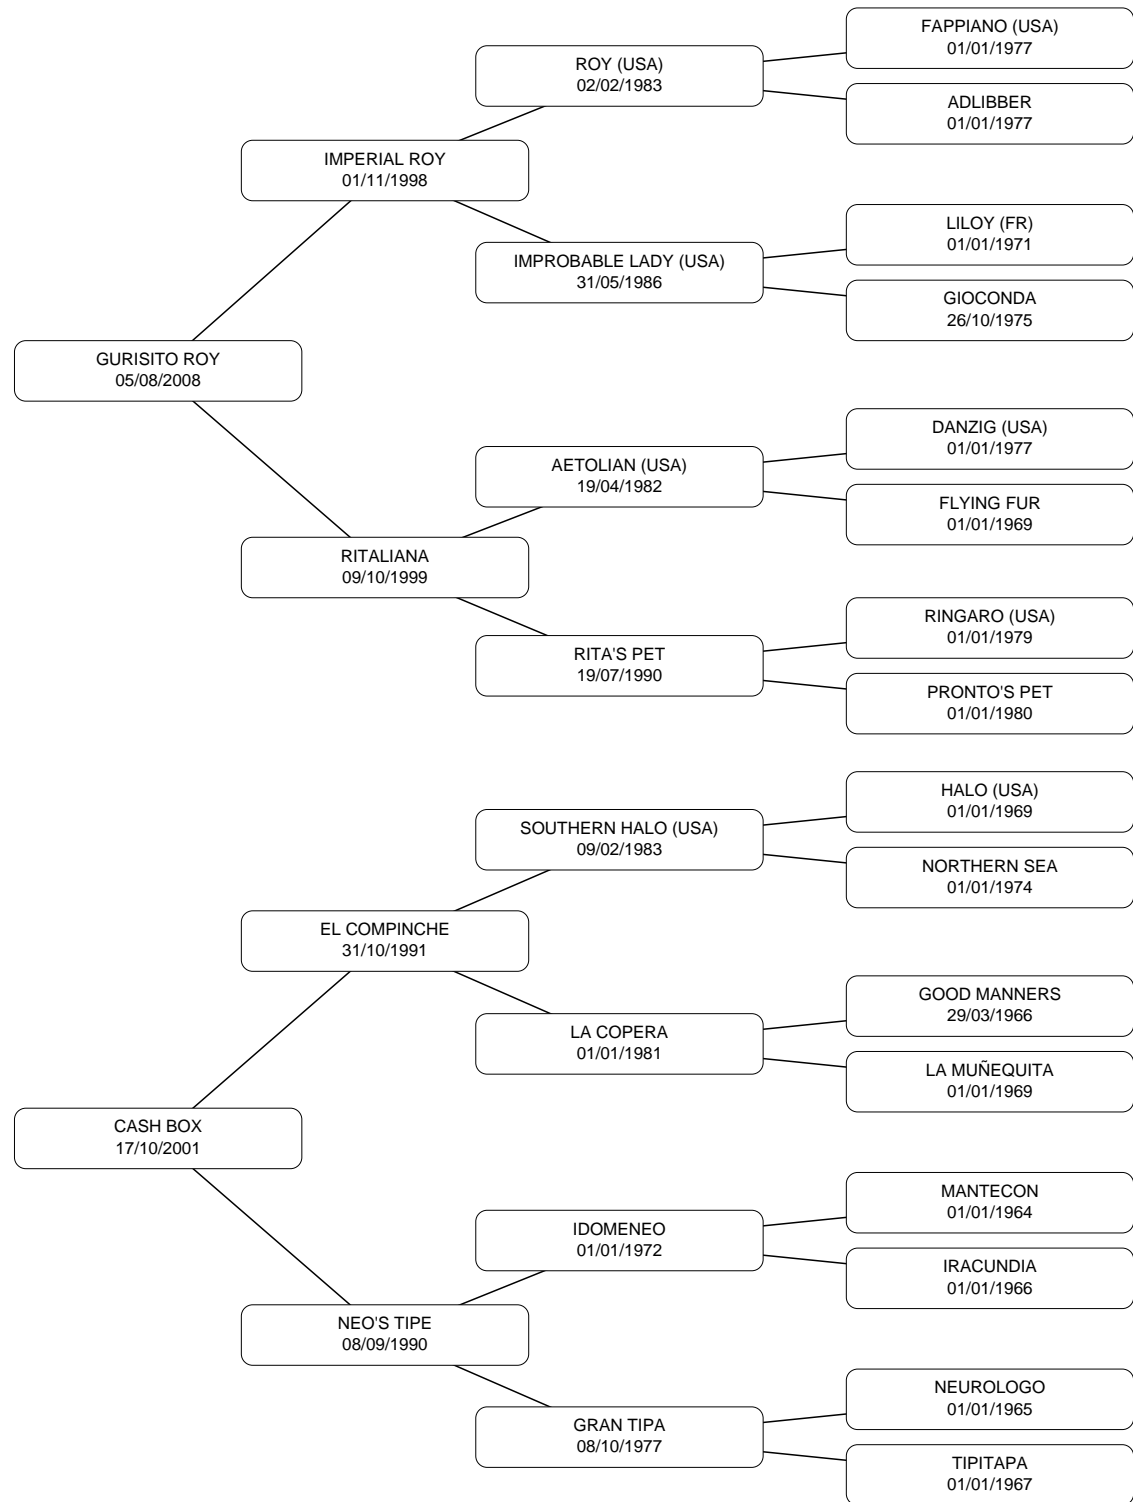 FAPPIANO (USA)
01/01/1977
ROY (USA)
02/02/1983
ADLIBBER
01/01/1977
IMPERIAL ROY
01/11/1998
LILOY (FR)
01/01/1971
IMPROBABLE LADY (USA)
31/05/1986
GIOCONDA
26/10/1975
GURISITO ROY
05/08/2008
DANZIG (USA)
01/01/1977
AETOLIAN (USA)
19/04/1982
FLYING FUR
01/01/1969
RITALIANA
09/10/1999
RINGARO (USA)
01/01/1979
RITA'S PET
19/07/1990
PRONTO'S PET
01/01/1980
HALO (USA)
01/01/1969
SOUTHERN HALO (USA)
09/02/1983
NORTHERN SEA
01/01/1974
EL COMPINCHE
31/10/1991
GOOD MANNERS
29/03/1966
LA COPERA
01/01/1981
LA MUÑEQUITA
01/01/1969
CASH BOX
17/10/2001
MANTECON
01/01/1964
IDOMENEO
01/01/1972
IRACUNDIA
01/01/1966
NEO'S TIPE
08/09/1990
NEUROLOGO
01/01/1965
GRAN TIPA
08/10/1977
TIPITAPA
01/01/1967